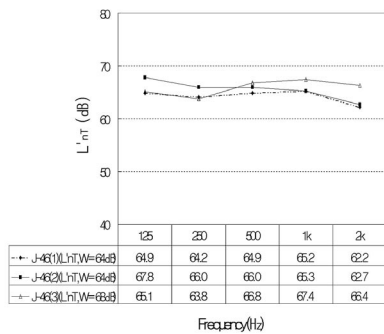 80
70
60
50
40
L'nT (dB)
125 250 500 1k 2k
J-46(1)(L'nT,W=64dB) 64.9 64.2 64.9 65.2 62.2
J-46(2)(L'nT,W=64dB) 67.8 66.0 66.0 65.3 62.7
J-46(3)(L'nT,W=68dB) 65.1 63.8 66.8 67.4 66.4
Frequency(Hz)